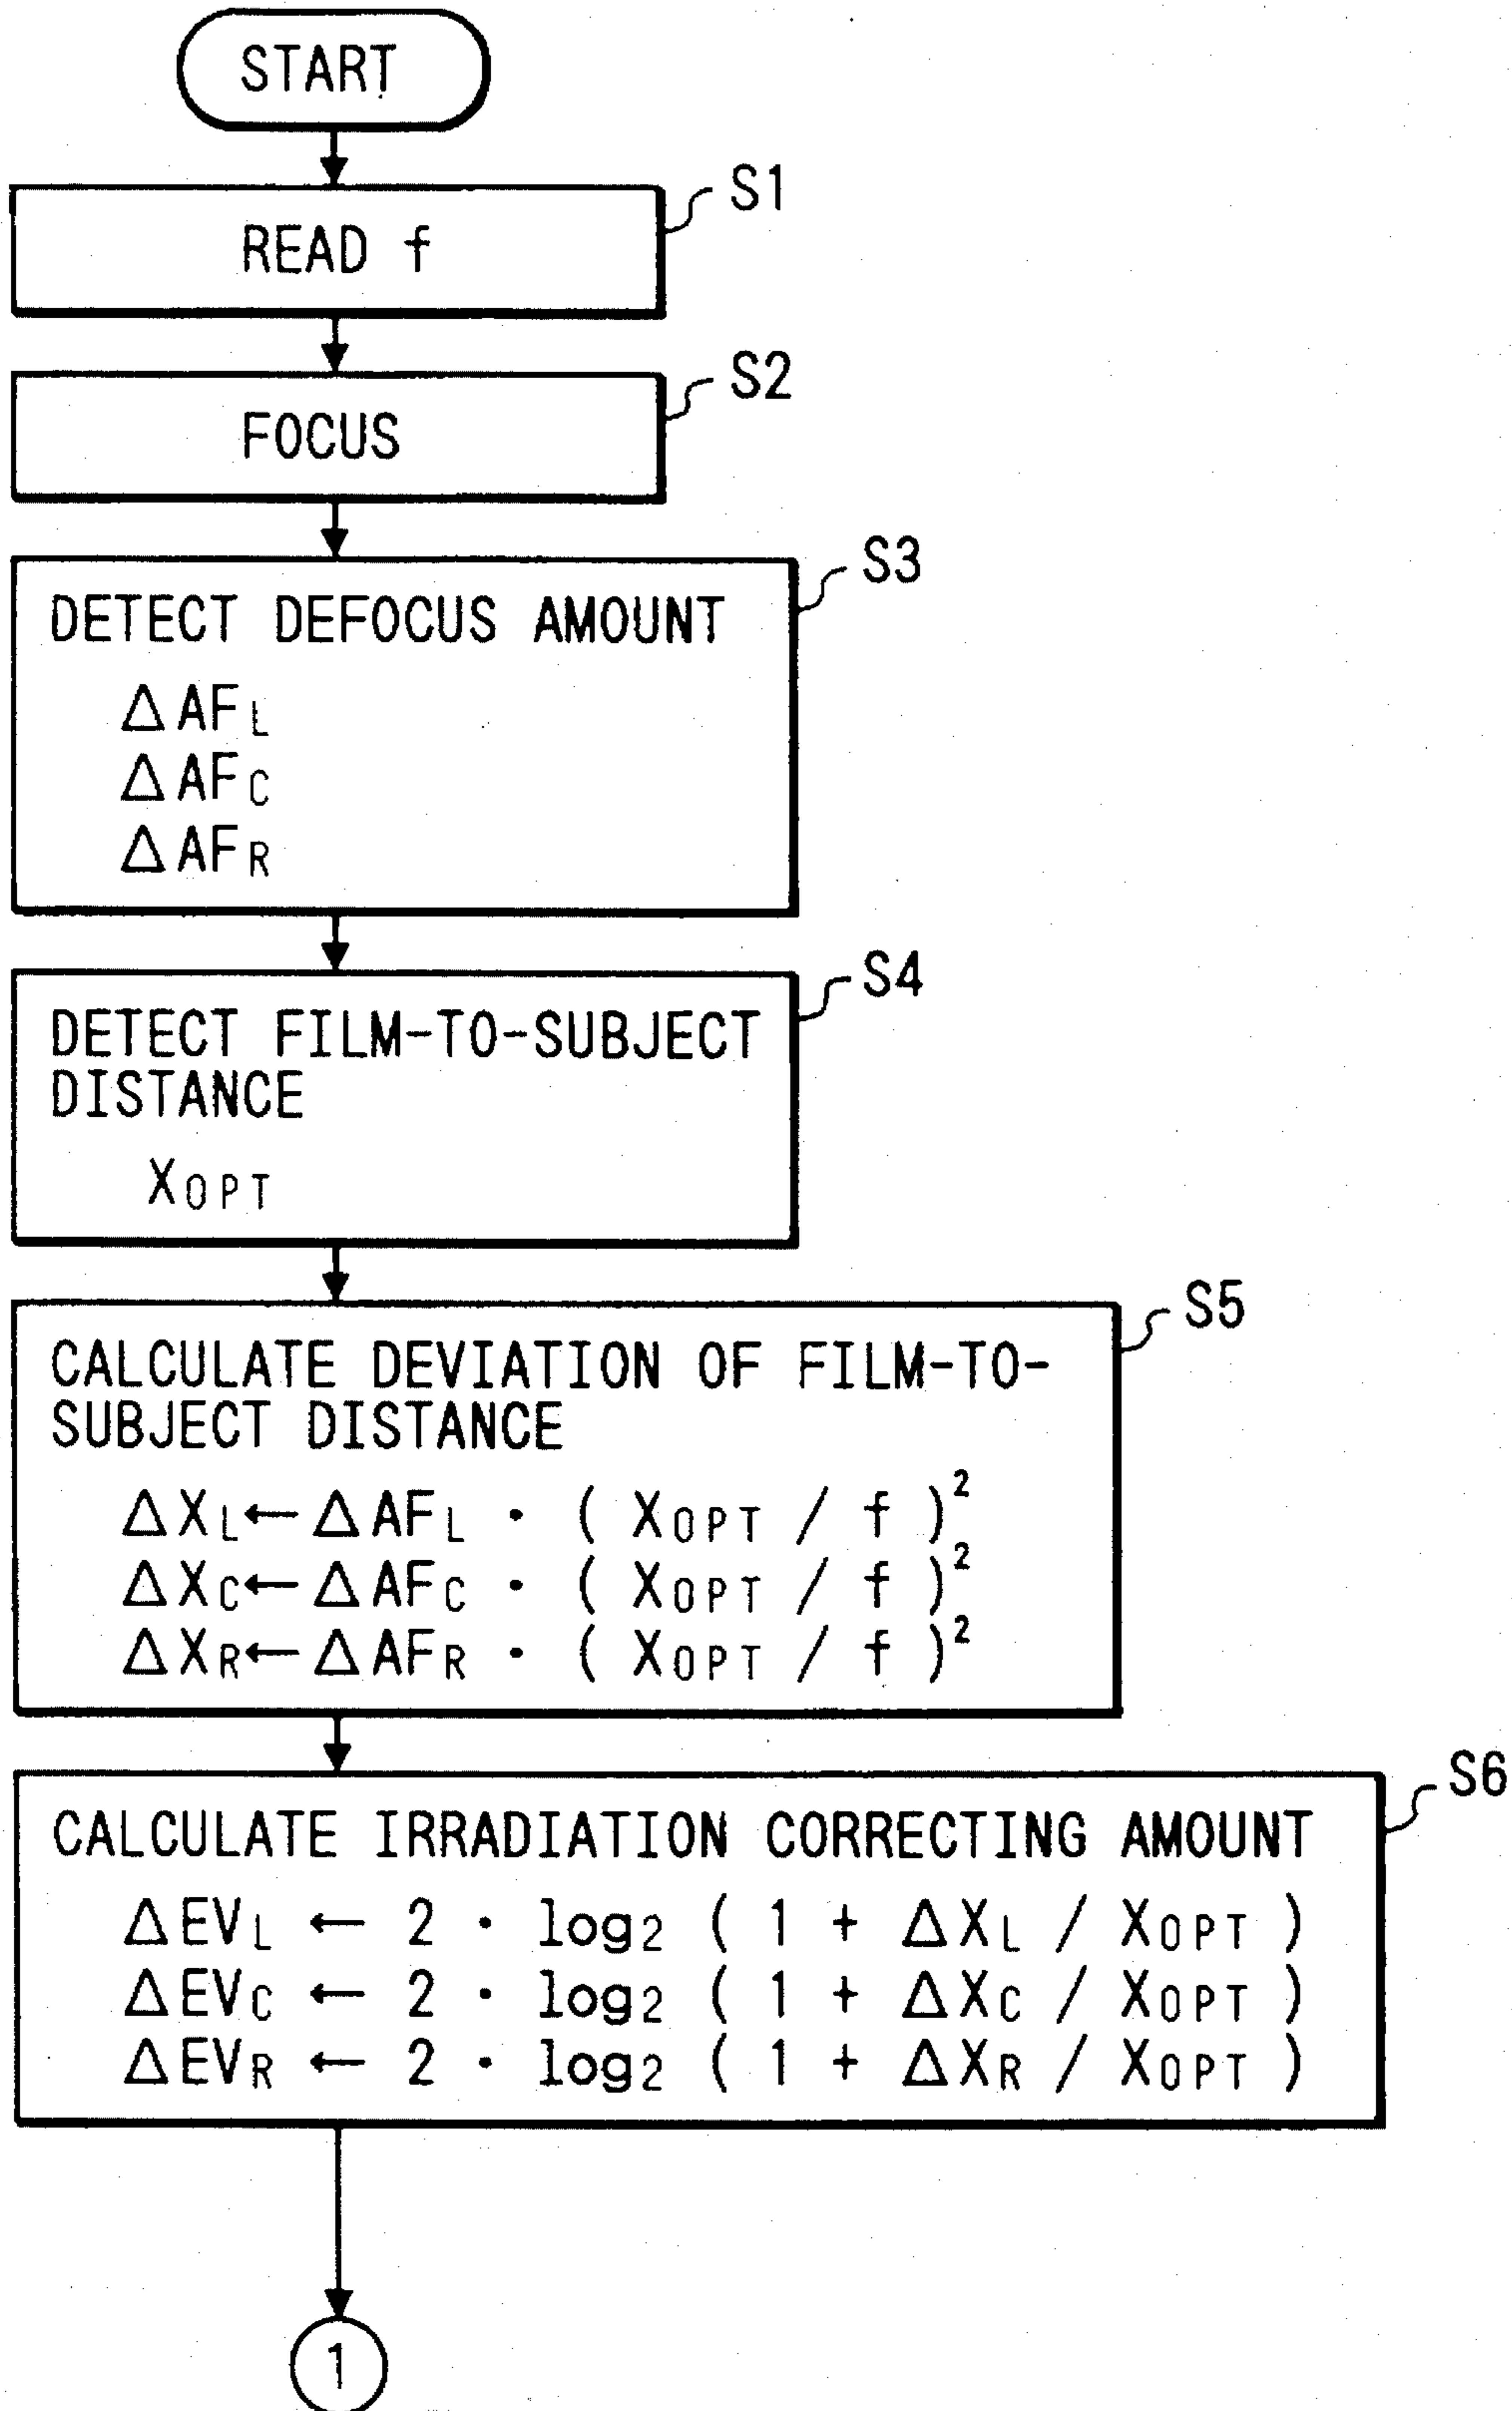 START
S1
READ f
S2
FOCUS
S3
DETECT DEFOCUS AMOUNT
ΔAFL
ΔAFC
ΔAFR
S4
DETECT FILM-TO-SUBJECT
DISTANCE
XOPT
S5
CALCULATE DEVIATION OF FILM-TO-
SUBJECT DISTANCE
ΔXL ← ΔAFL · ( XOPT / f )²
ΔXC ← ΔAFC · ( XOPT / f )²
ΔXR ← ΔAFR · ( XOPT / f )²
S6
CALCULATE IRRADIATION CORRECTING AMOUNT
ΔEVL ← 2 · log2 ( 1 + ΔXL / XOPT )
ΔEVC ← 2 · log2 ( 1 + ΔXC / XOPT )
ΔEVR ← 2 · log2 ( 1 + ΔXR / XOPT )
1